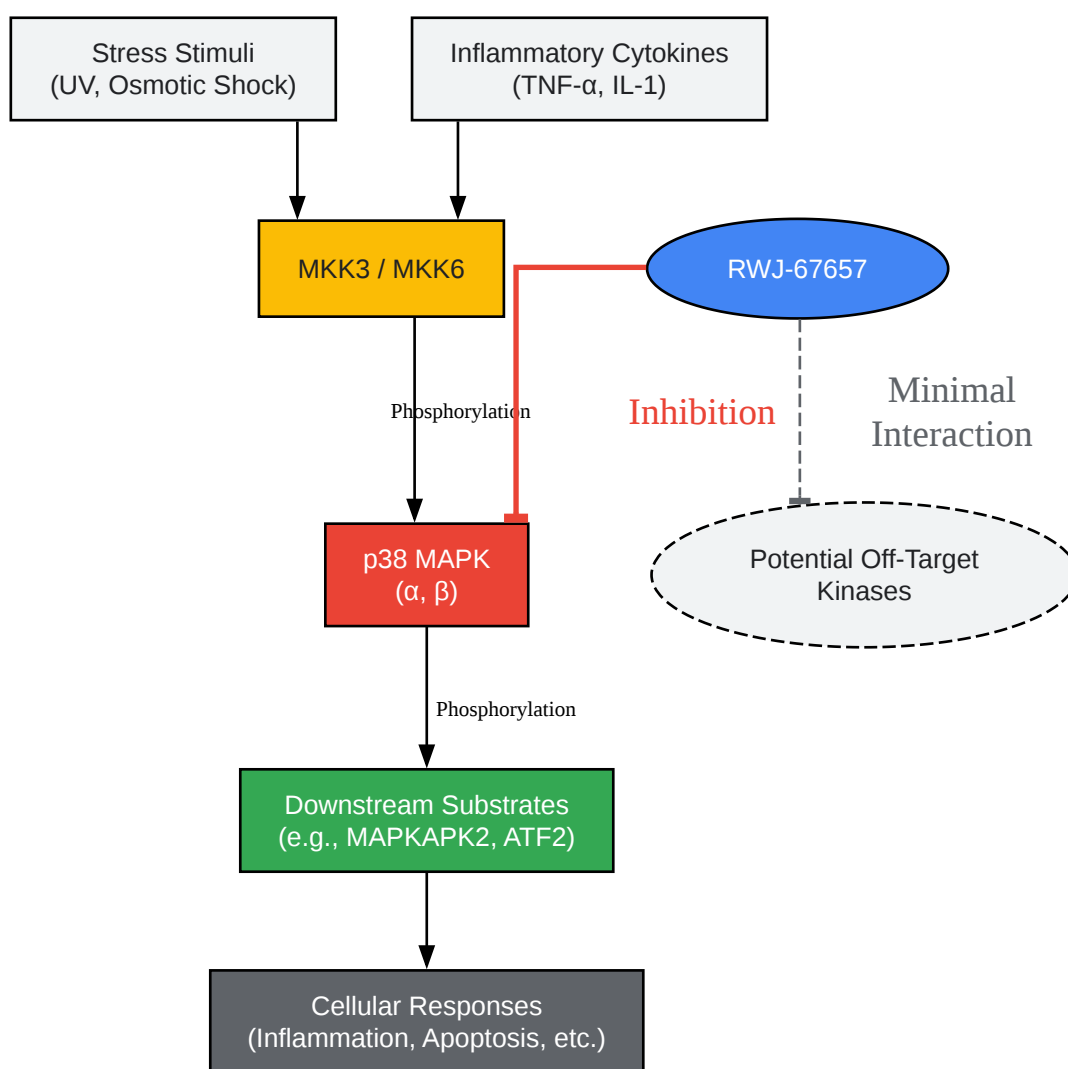 Stress Stimuli
(UV, Osmotic Shock)
Inflammatory Cytokines
(TNF-α, IL-1)
MKK3 / MKK6
RWJ-67657
Phosphorylation
Inhibition
Minimal
Interaction
p38 MAPK
(α, β)
Potential Off-Target
Kinases
Phosphorylation
Downstream Substrates
(e.g., MAPKAPK2, ATF2)
Cellular Responses
(Inflammation, Apoptosis, etc.)